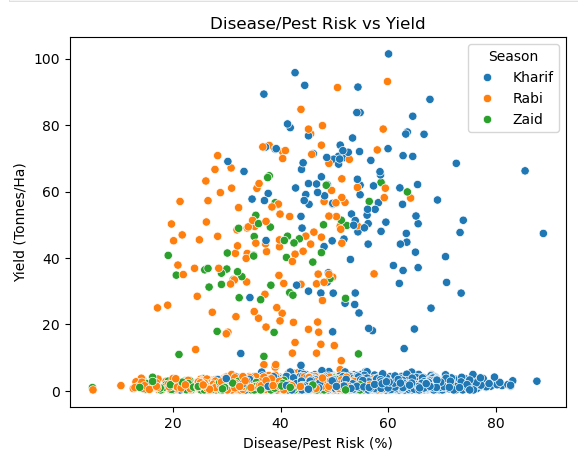 Disease/Pest Risk vs Yield
Season
Kharif
Rabi
Zaid
Yield (Tonnes/Ha)
100
80
60
40
20
0
20 40 60 80
Disease/Pest Risk (%)